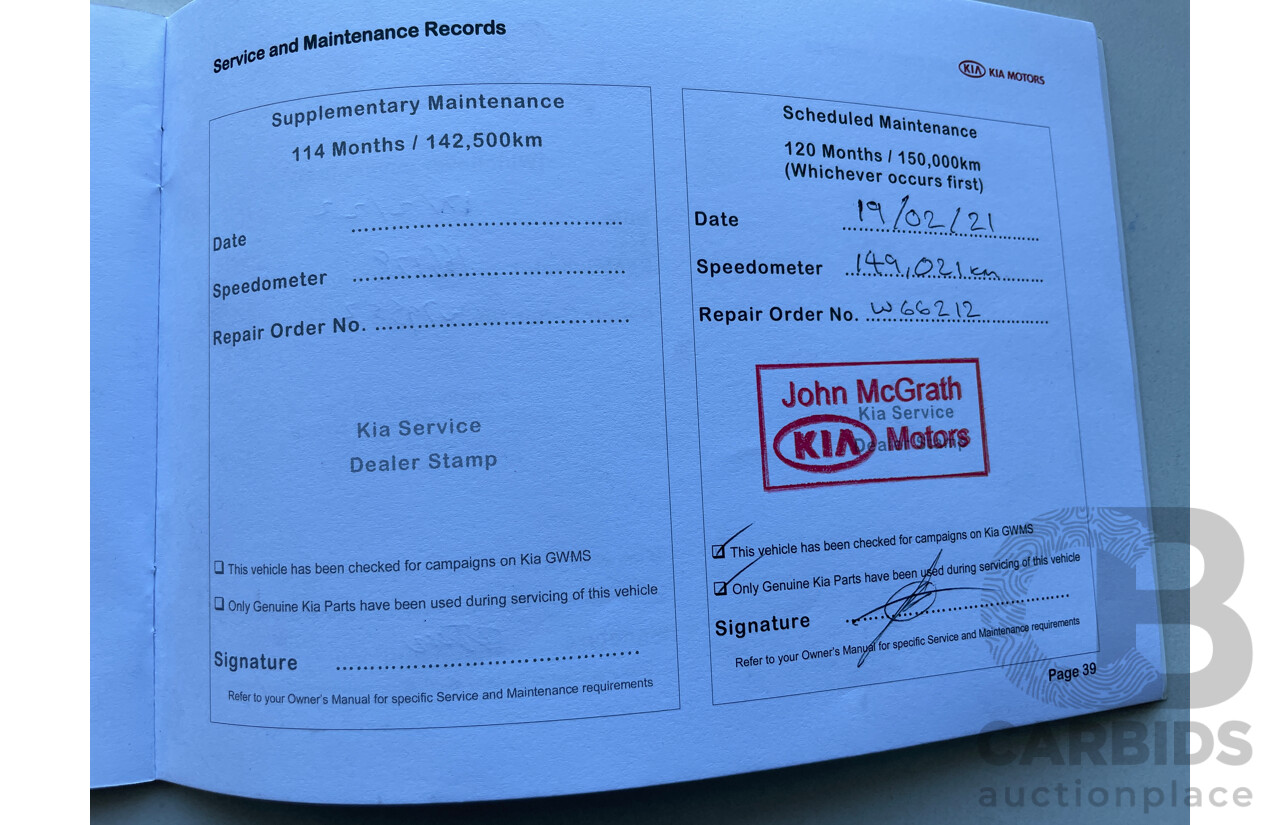 Service and Maintenance Records
KIA KIA MOTORS
Supplementary Maintenance
114 Months / 142,500km
Date
Speedometer
Repair Order No.
Kia Service
Dealer Stamp
This vehicle has been checked for campaigns on Kia GWMS
Only Genuine Kia Parts have been used during servicing of this vehicle
Signature
Refer to your Owner's Manual for specific Service and Maintenance requirements
Scheduled Maintenance
120 Months / 150,000km
(Whichever occurs first)
Date 19/02/21
Speedometer 149,021km
Repair Order No. W66212
John McGrath
Kia Service
KIA Motors
Dealer Stamp
This vehicle has been checked for campaigns on Kia GWMS
Only Genuine Kia Parts have been used during servicing of this vehicle
Signature
Refer to your Owner's Manual for specific Service and Maintenance requirements
Page 39
CB
CARBIDS
auctionplace